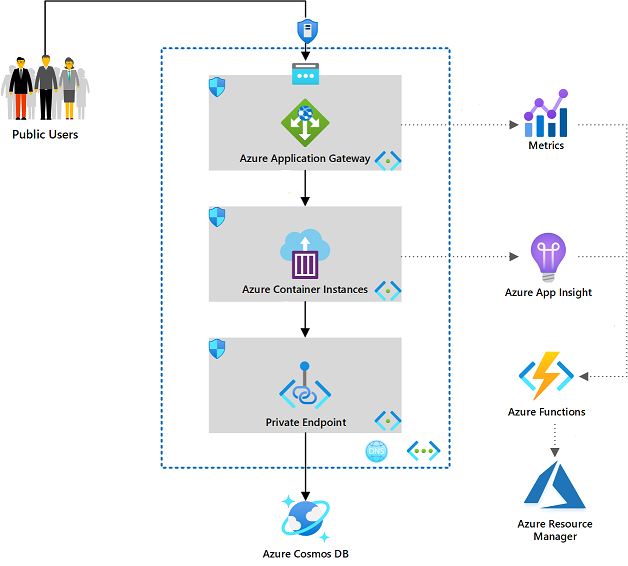 Public Users
Azure Application Gateway
Metrics
Azure Container Instances
Azure App Insight
Private Endpoint
Azure Functions
DNS
Azure Cosmos DB
Azure Resource
Manager